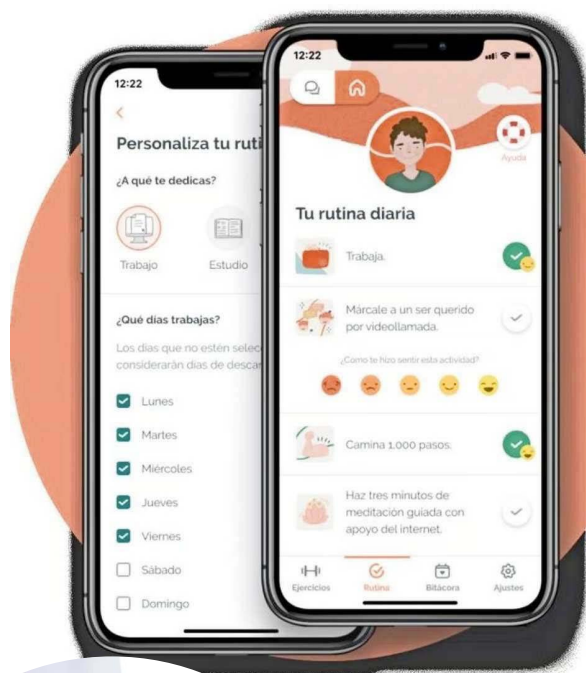 12:22
Personaliza tu ruti
¿A qué te dedicas?
Trabajo
Estudio
¿Qué días trabajas?
Los días que no estén selec
considerarán días de descan
Lunes
Martes
Miércoles
Jueves
Viernes
Sábado
Domingo
12:22
Ayuda
Tu rutina diaria
Trabaja.
Márcale a un ser querido
por videollamada.
¿Cómo te hizo sentir esta actividad?
Camina 1,000 pasos.
Haz tres minutos de
meditación guiada con
apoyo del internet.
Ejercicios
Rutina
Bitácora
Ajustes